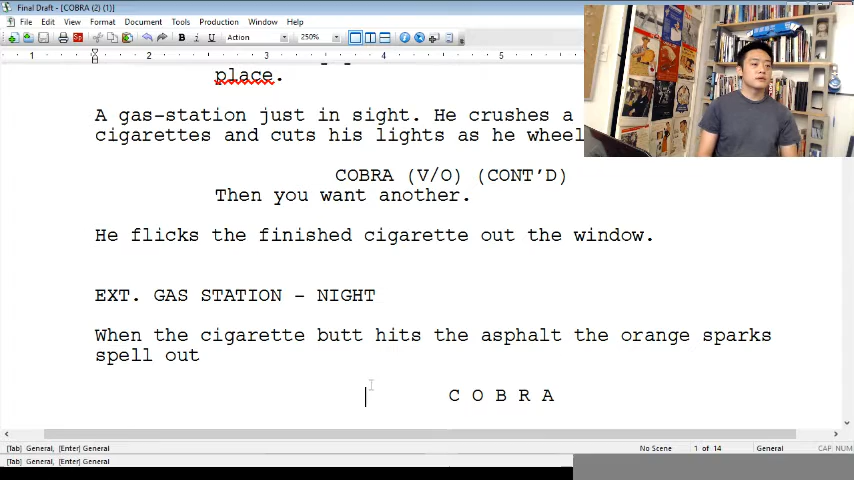 Final Draft - [COBRA (2) (1)]
File Edit View Format Document Tools Production Window Help
B I U Action 250%
1 2 3 4 5
place.
A gas-station just in sight. He crushes a
cigarettes and cuts his lights as he wheel
COBRA (V/O) (CONT'D)
Then you want another.
He flicks the finished cigarette out the window.
EXT. GAS STATION - NIGHT
When the cigarette butt hits the asphalt the orange sparks
spell out
C O B R A
[Tab] General, [Enter] General No Scene 1 of 14 General CAP NUM
[Tab] General, [Enter] General